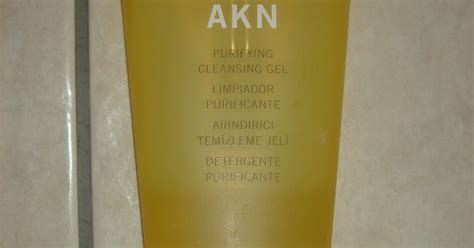 AKN
PURIFYING
CLEANSING GEL
LIMPIADOR
PURIFICANTE
ARINDIRICI
TEMİZLEME JELİ
DETERGENTE
PURIFICANTE